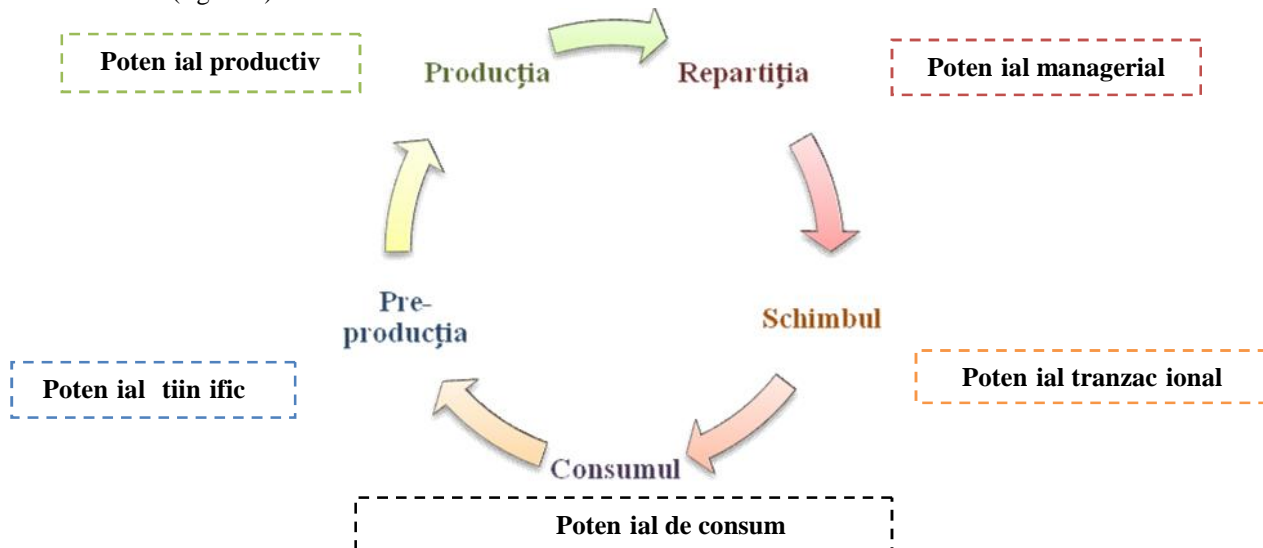 Poten ial productiv
Producția
Repartiția
Poten ial managerial
Pre-
producția
Schimbul
Poten ial tiin ific
Poten ial tranzac ional
Consumul
Poten ial de consum